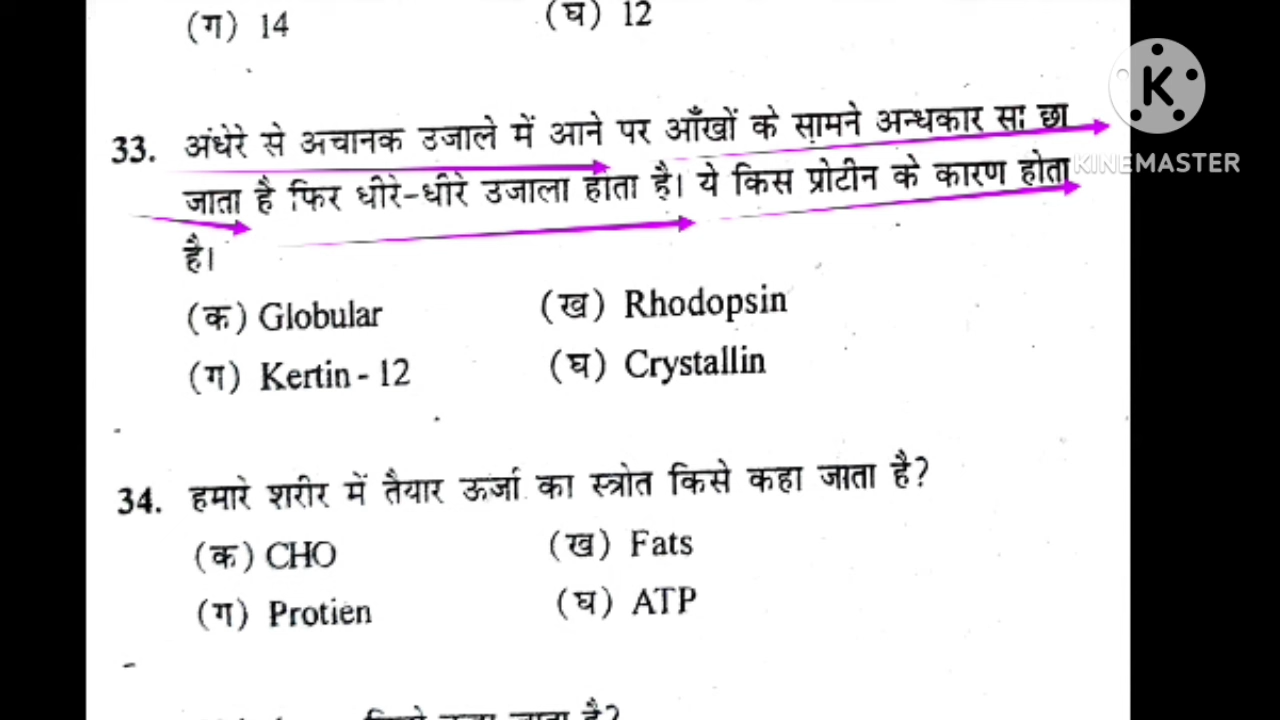 (ग) 14 (घ) 12
K
KINEMASTER
33. अंधेरे से अचानक उजाले में आने पर आँखों के सामने अन्धकार सा छा
जाता है फिर धीरे-धीरे उजाला होता है। ये किस प्रोटीन के कारण होता
है।
(क) Globular (ख) Rhodopsin
(ग) Kertin - 12 (घ) Crystallin
34. हमारे शरीर में तैयार ऊर्जा का स्त्रोत किसे कहा जाता है?
(क) CHO (ख) Fats
(ग) Protien (घ) ATP
किसे कहा जाता है?